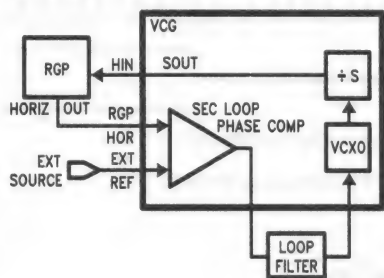 VCG
RGP
HIN
SOUT
÷S
HORIZ OUT
RGP
HOR
SEC LOOP
PHASE COMP
VCXO
EXT
SOURCE
EXT
REF
LOOP
FILTER